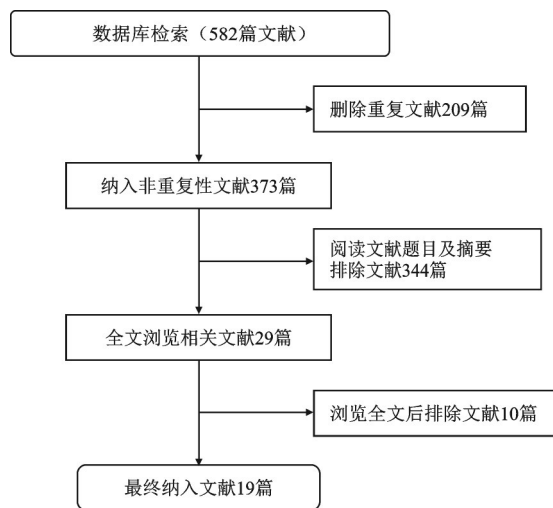 数据库检索（582篇文献）
删除重复文献209篇
纳入非重复性文献373篇
阅读文献题目及摘要
排除文献344篇
全文浏览相关文献29篇
浏览全文后排除文献10篇
最终纳入文献19篇